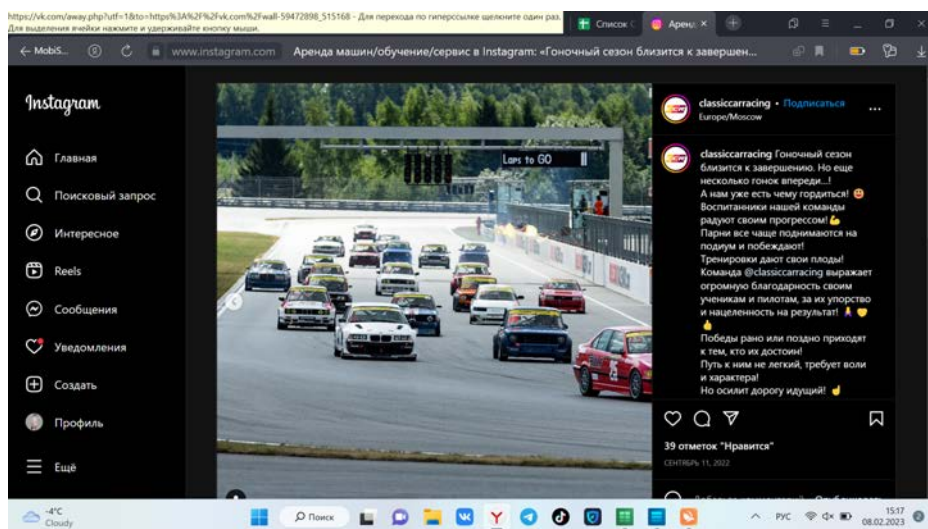 https://vk.com/away.php?utf=1&to=https%3A%2F%2Fvk.com%2Fwall-59472898_515168 - Для перехода по гиперссылке щелкните один раз.
Для выделения ячейки нажмите и удерживайте кнопку мыши.
Список
Аренд
Mobi5...
www.instagram.com
Аренда машин/обучение/сервис в Instagram: «Гоночный сезон близится к завершен...
Instagram
Главная
Поисковый запрос
Интересное
Reels
Сообщения
Уведомления
Создать
Профиль
Ещё
Laps to GO
25
classiccarracing • Подписаться
Europe/Moscow
classiccarracing Гоночный сезон
близится к завершению. Но еще
несколько гонок впереди...!
А нам уже есть чему гордиться! 😃
Воспитанники нашей команды
радуют своим прогрессом!💪
Парни все чаще поднимаются на
подиум и побеждают!
Тренировки дают свои плоды!
Команда @classiccarracing выражает
огромную благодарность своим
ученикам и пилотам, за их упорство
и нацеленность на результат!
Победы рано или поздно приходят
к тем, кто их достоин!
Путь к ним не легкий, требует воли
и характера!
Но осилит дорогу идущий! ☝
39 отметок "Нравится"
СЕНТЯБРЬ 11, 2022
-4°C
Cloudy
Поиск
РУС
15:17
08.02.2023